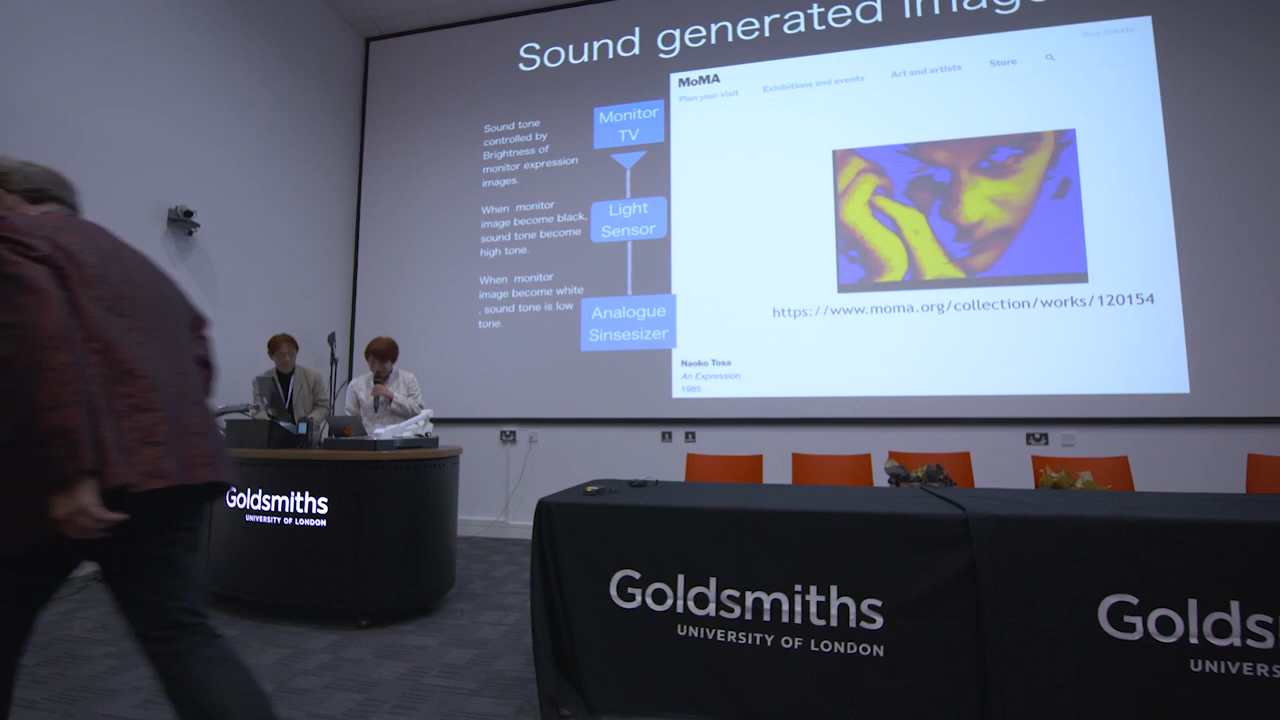 Sound generated image
MoMA
Plan your visit
Exhibitions and events
Art and artists
Store
Buy tickets
Sound tone
controlled by
Brightness of
monitor expression
images.
When monitor
image become black,
sound tone become
high tone.
When monitor
image become white
, sound tone is low
tone.
Monitor
TV
Light
Sensor
Analogue
Sinsesizer
https://www.moma.org/collection/works/120154
Naoko Tosa
An Expression
1985
Goldsmiths
UNIVERSITY OF LONDON
Goldsmiths
UNIVERSITY OF LONDON
Golds
UNIVERS